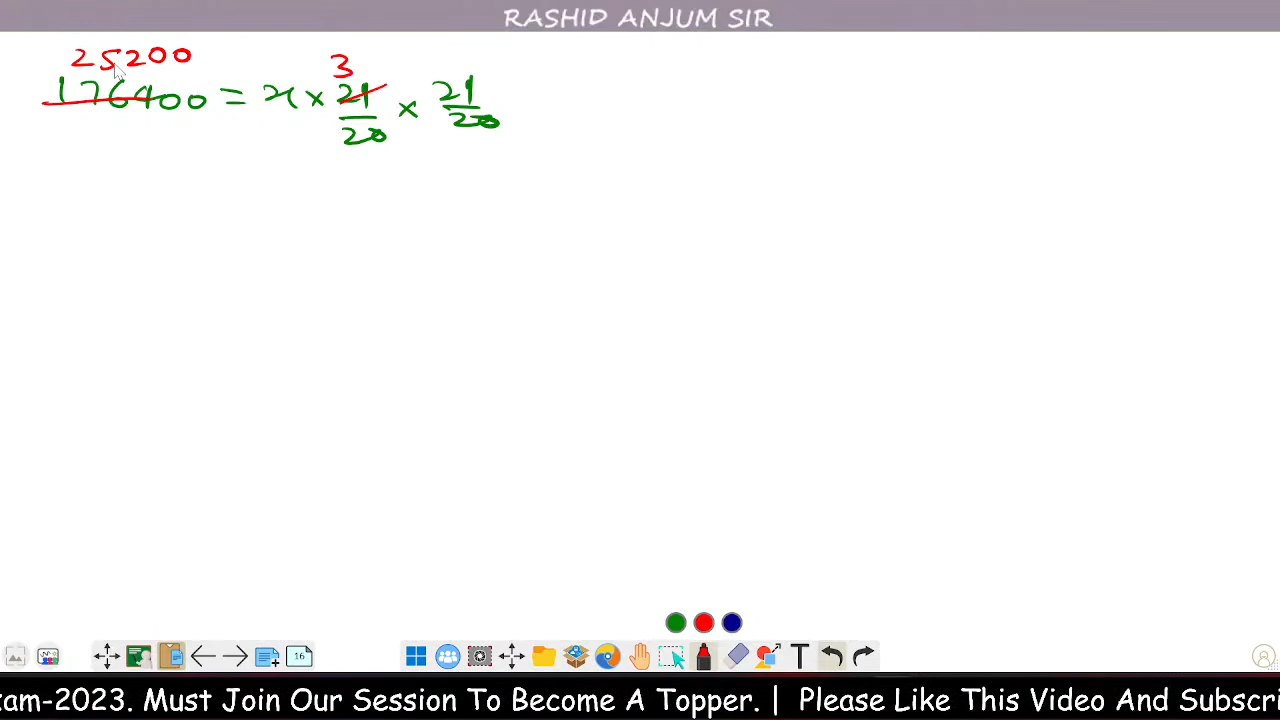 RASHID ANJUM SIR
25200 3
176400 = x × 21/20 × 21/20
16
xam-2023. Must Join Our Session To Become A Topper. | Please Like This Video And Subscri